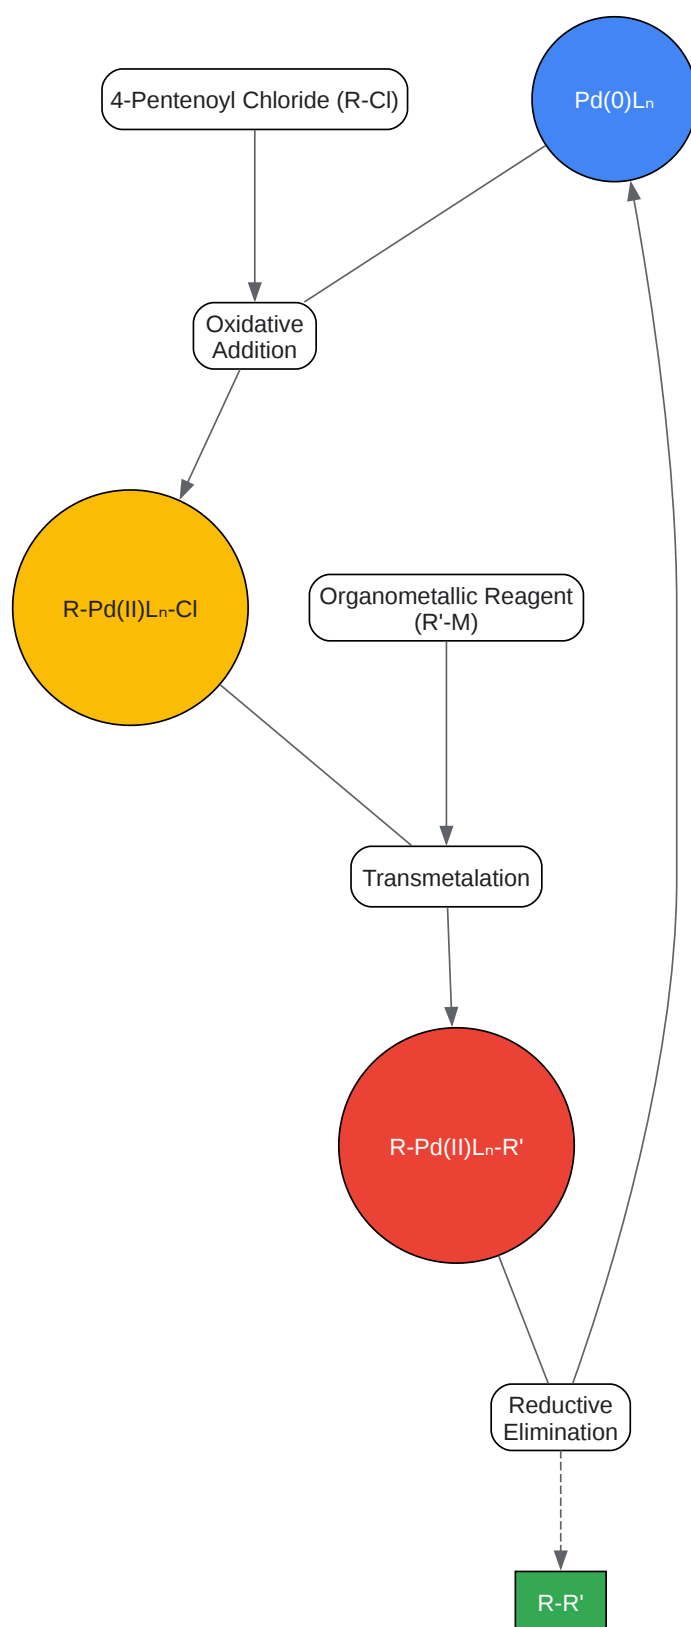 4-Pentenoyl Chloride (R-Cl)
Pd(0)Lₙ
Oxidative
Addition
R-Pd(II)Lₙ-Cl
Organometallic Reagent
(R'-M)
Transmetalation
R-Pd(II)Lₙ-R'
Reductive
Elimination
R-R'